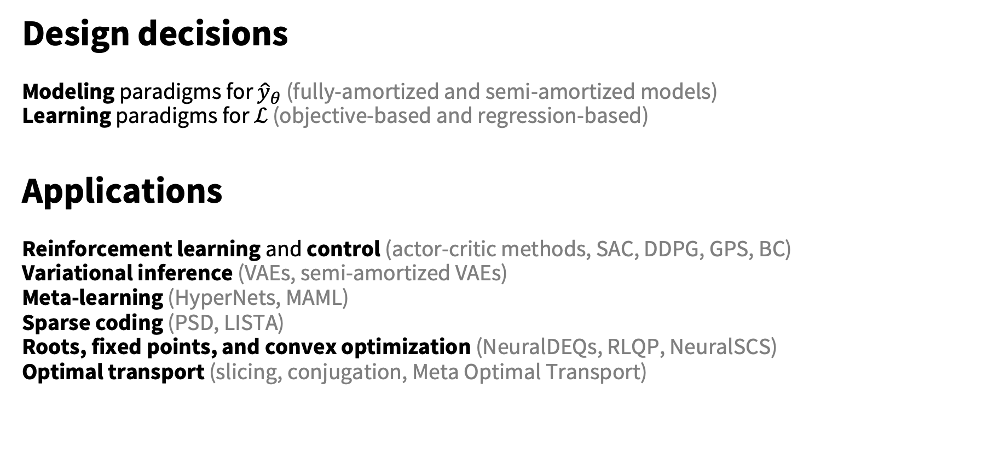 Design decisions
Modeling paradigms for ŷθ (fully-amortized and semi-amortized models)
Learning paradigms for ℒ (objective-based and regression-based)
Applications
Reinforcement learning and control (actor-critic methods, SAC, DDPG, GPS, BC)
Variational inference (VAEs, semi-amortized VAEs)
Meta-learning (HyperNets, MAML)
Sparse coding (PSD, LISTA)
Roots, fixed points, and convex optimization (NeuralDEQs, RLQP, NeuralSCS)
Optimal transport (slicing, conjugation, Meta Optimal Transport)